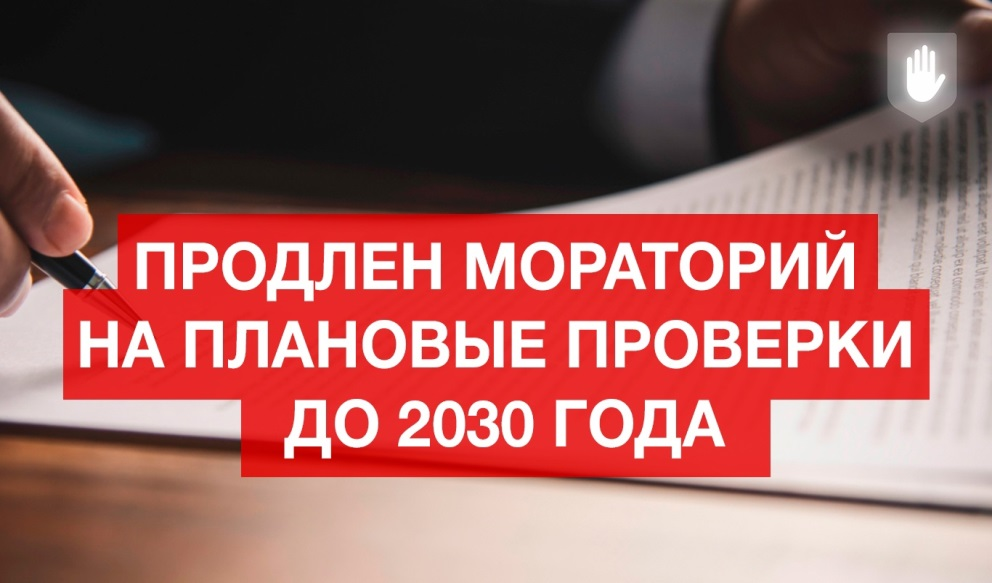 ПРОДЛЕН МОРАТОРИЙ
НА ПЛАНОВЫЕ ПРОВЕРКИ
ДО 2030 ГОДА